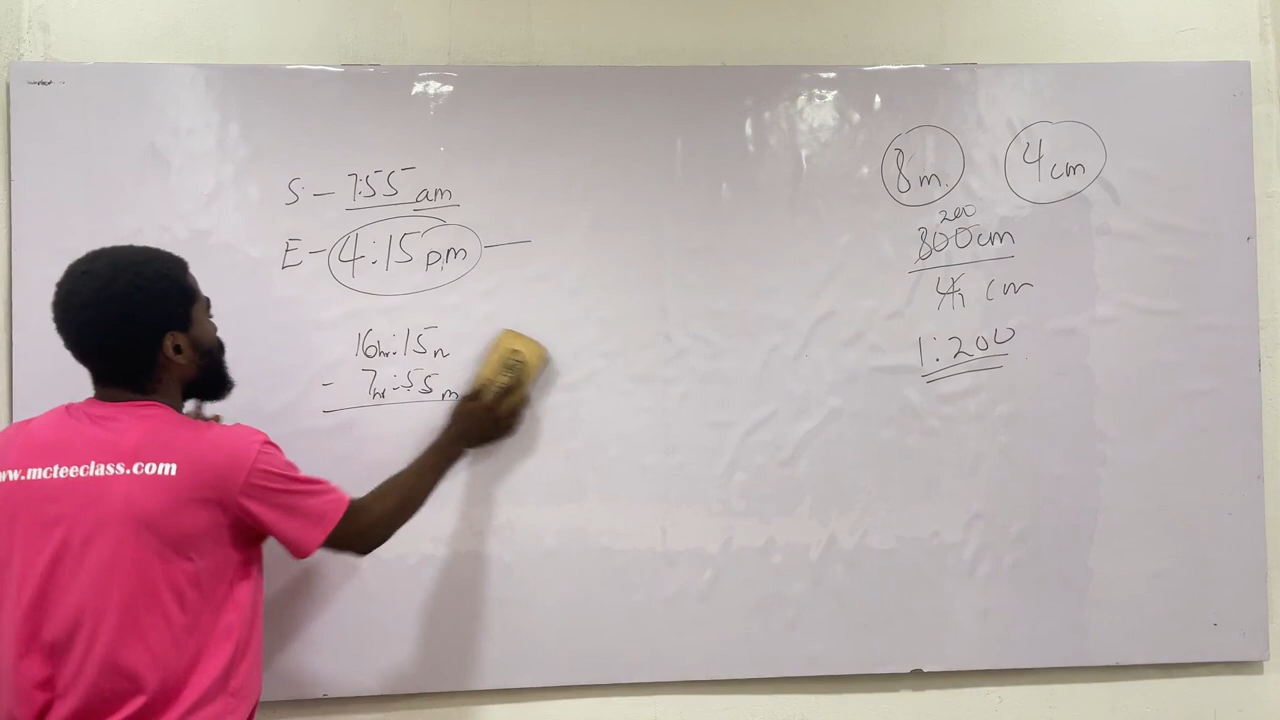 S - 7:55 am
E - 4:15 p.m —
16hr:15m
- 7hr:55m
8m. 4cm
200
800cm
41 cm
1:200
www.mcteeclass.com